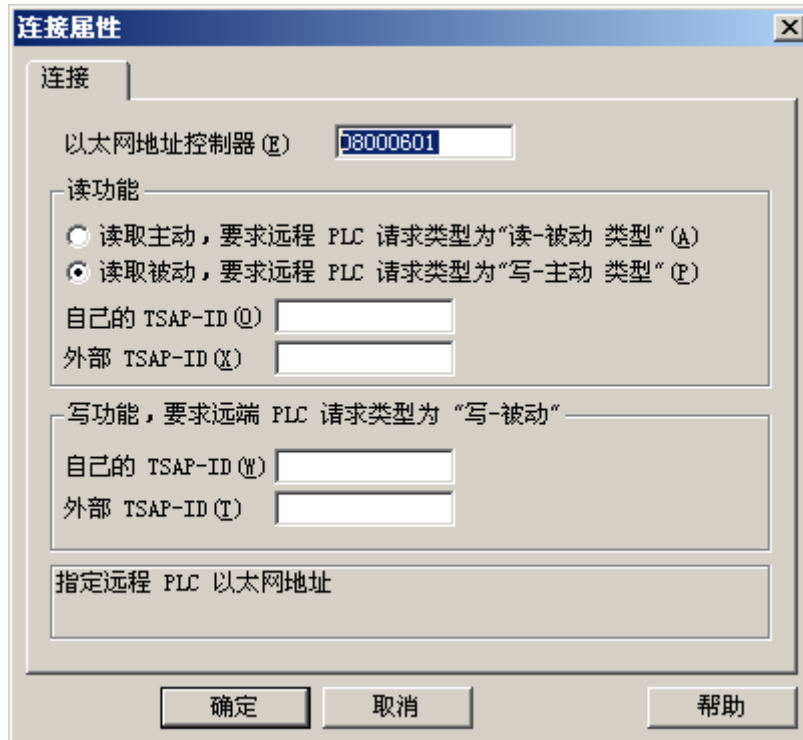 连接属性
连接
以太网地址控制器(E) 08000601
读功能
读取主动，要求远程 PLC 请求类型为"读-被动 类型"(A)
读取被动，要求远程 PLC 请求类型为"写-主动 类型"(P)
自己的 TSAP-ID(O)
外部 TSAP-ID(X)
写功能，要求远端 PLC 请求类型为 "写-被动"
自己的 TSAP-ID(W)
外部 TSAP-ID(T)
指定远程 PLC 以太网地址
确定 取消 帮助